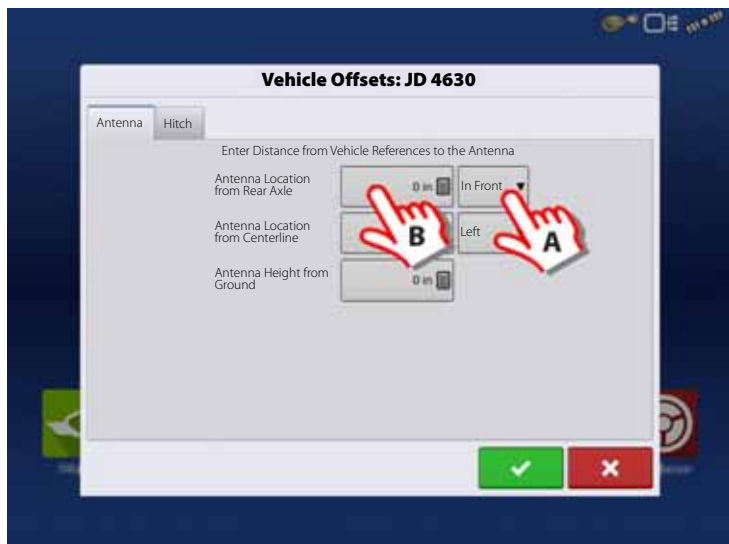 Vehicle Offsets: JD 4630
Antenna Hitch
Enter Distance from Vehicle References to the Antenna
Antenna Location
from Rear Axle
0 in In Front
B
A
Antenna Location
from Centerline
Left
Antenna Height from
Ground
0 in